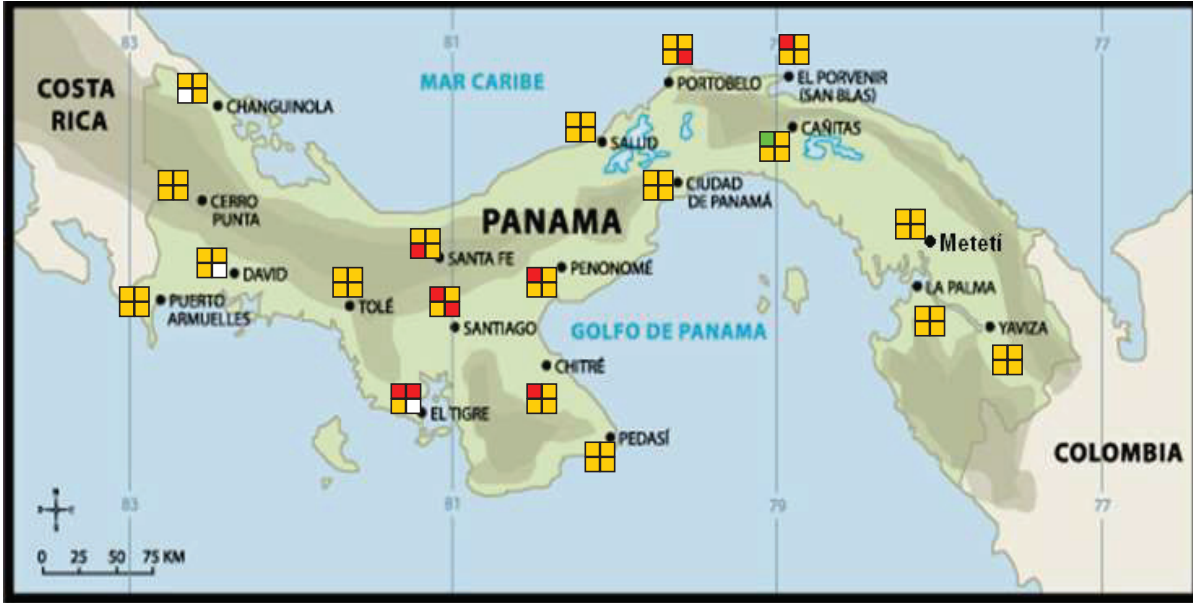 83
81
79
77
COSTA
RICA
MAR CARIBE
PORTOBELO
EL PORVENIR
(SAN BLAS)
CHANGUINOLA
SALUD
CAÑITAS
CERRO
PUNTA
CIUDAD
DE PANAMÁ
PANAMA
Metetí
SANTA FE
PENONOMÉ
DAVID
LA PALMA
PUERTO
ARMUELLES
TOLÉ
SANTIAGO
GOLFO DE PANAMA
YAVIZA
CHITRÉ
EL TIGRE
PEDASÍ
COLOMBIA
83
81
79
77
0 25 50 75 KM